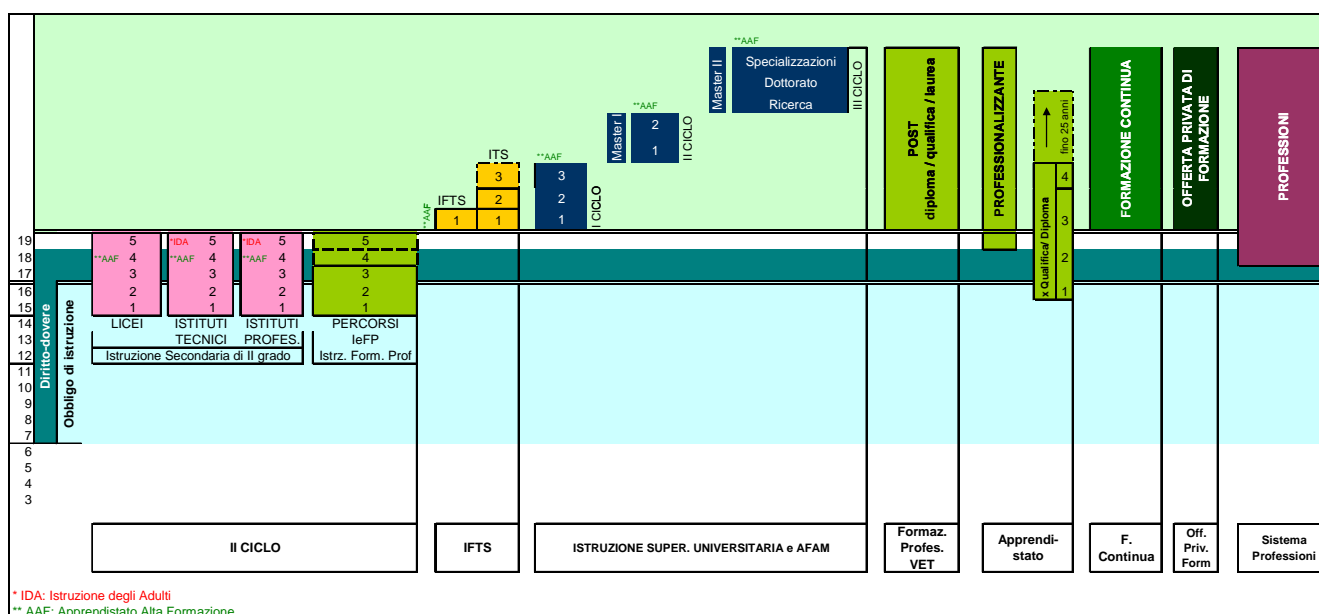 **AAF
Master II
Specializzazioni
Dottorato
Ricerca
III CICLO
**AAF
Master I
2
1
II CICLO
ITS
3
2
1
IFTS
1
**AAF
**AAF
3
2
1
I CICLO
POST
diploma / qualifica / laurea
PROFESSIONALIZZANTE
fino 25 anni
x Qualifica/ Diploma
4
3
2
1
FORMAZIONE CONTINUA
OFFERTA PRIVATA DI
FORMAZIONE
PROFESSIONI
19 5 *IDA 5 *IDA 5 5
18 **AAF 4 **AAF 4 **AAF 4 4
17 3 3 3 3
16 2 2 2 2
15 1 1 1 1
14 LICEI ISTITUTI ISTITUTI PERCORSI
13 TECNICI PROFES. IeFP
12 Istruzione Secondaria di II grado Istrz. Form. Prof
11
10
9
8
7
6
5
4
3
Diritto-dovere
Obbligo di istruzione
II CICLO
IFTS
ISTRUZIONE SUPER. UNIVERSITARIA e AFAM
Formaz.
Profes.
VET
Apprendi-
stato
F.
Continua
Off.
Priv.
Form
Sistema
Professioni
* IDA: Istruzione degli Adulti
** AAF: Apprendistato Alta Formazione